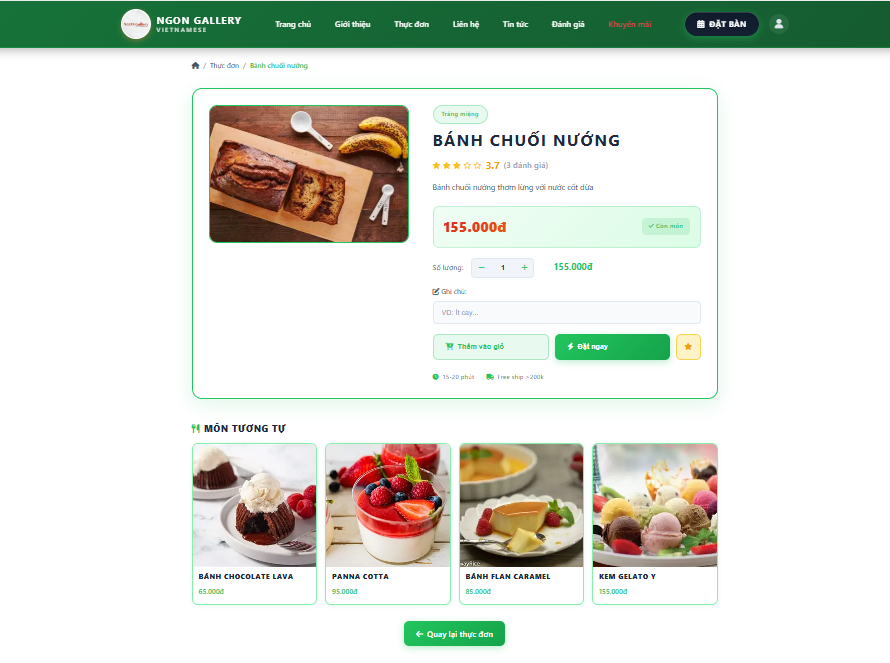 NGON GALLERY
VIETNAMESE
Trang chủ
Giới thiệu
Thực đơn
Liên hệ
Tin tức
Đánh giá
Khuyến mãi
ĐẶT BÀN
/ Thực đơn / Bánh chuối nướng
Tráng miệng
BÁNH CHUỐI NƯỚNG
3.7 (3 đánh giá)
Bánh chuối nướng thơm lừng với nước cốt dừa
155.000đ
Còn món
Số lượng:
− 1 +
155.000đ
Ghi chú:
VD: Ít cay...
Thêm vào giỏ
Đặt ngay
15-20 phút
Free ship >200k
MÓN TƯƠNG TỰ
BÁNH CHOCOLATE LAVA
65.000đ
PANNA COTTA
95.000đ
BÁNH FLAN CARAMEL
85.000đ
KEM GELATO Ý
155.000đ
Quay lại thực đơn